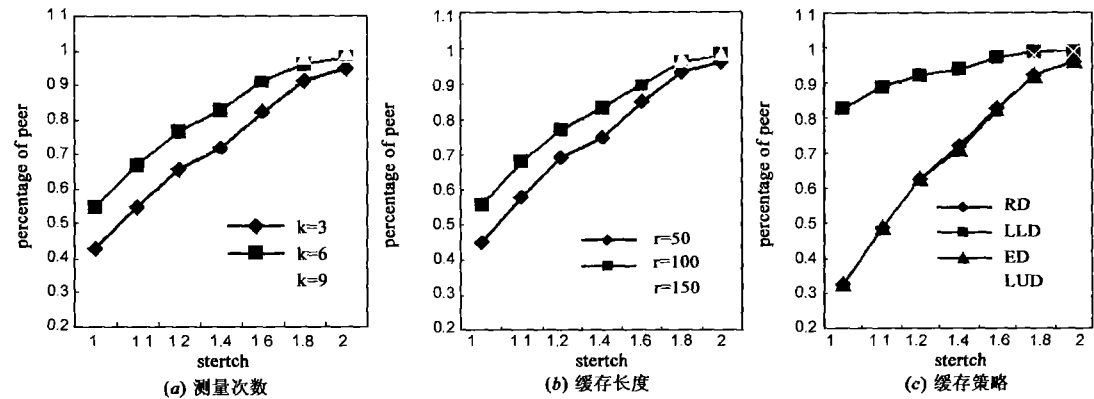 1 1
1
0.9
0.8
0.7
0.6
0.5
0.4
0.3
0.2
percentage of peer
k=3
k=6
k=9
1 1 1 1.2 1.4 1.6 1.8 2
stertch
(a) 测量次数
1.1
1
0.9
0.8
0.7
0.6
0.5
0.4
0.3
0.2
percentage of peer
r=50
r=100
r=150
1 1.1 1.2 1.4 1.6 1.8 2
stertch
(b) 缓存长度
1.1
1
0.9
0.8
0.7
0.6
0.5
0.4
0.3
0.2
percentage of peer
RD
LLD
ED
LUD
1 1 1 1.2 1.4 1.6 1.8 2
stertch
(c) 缓存策略